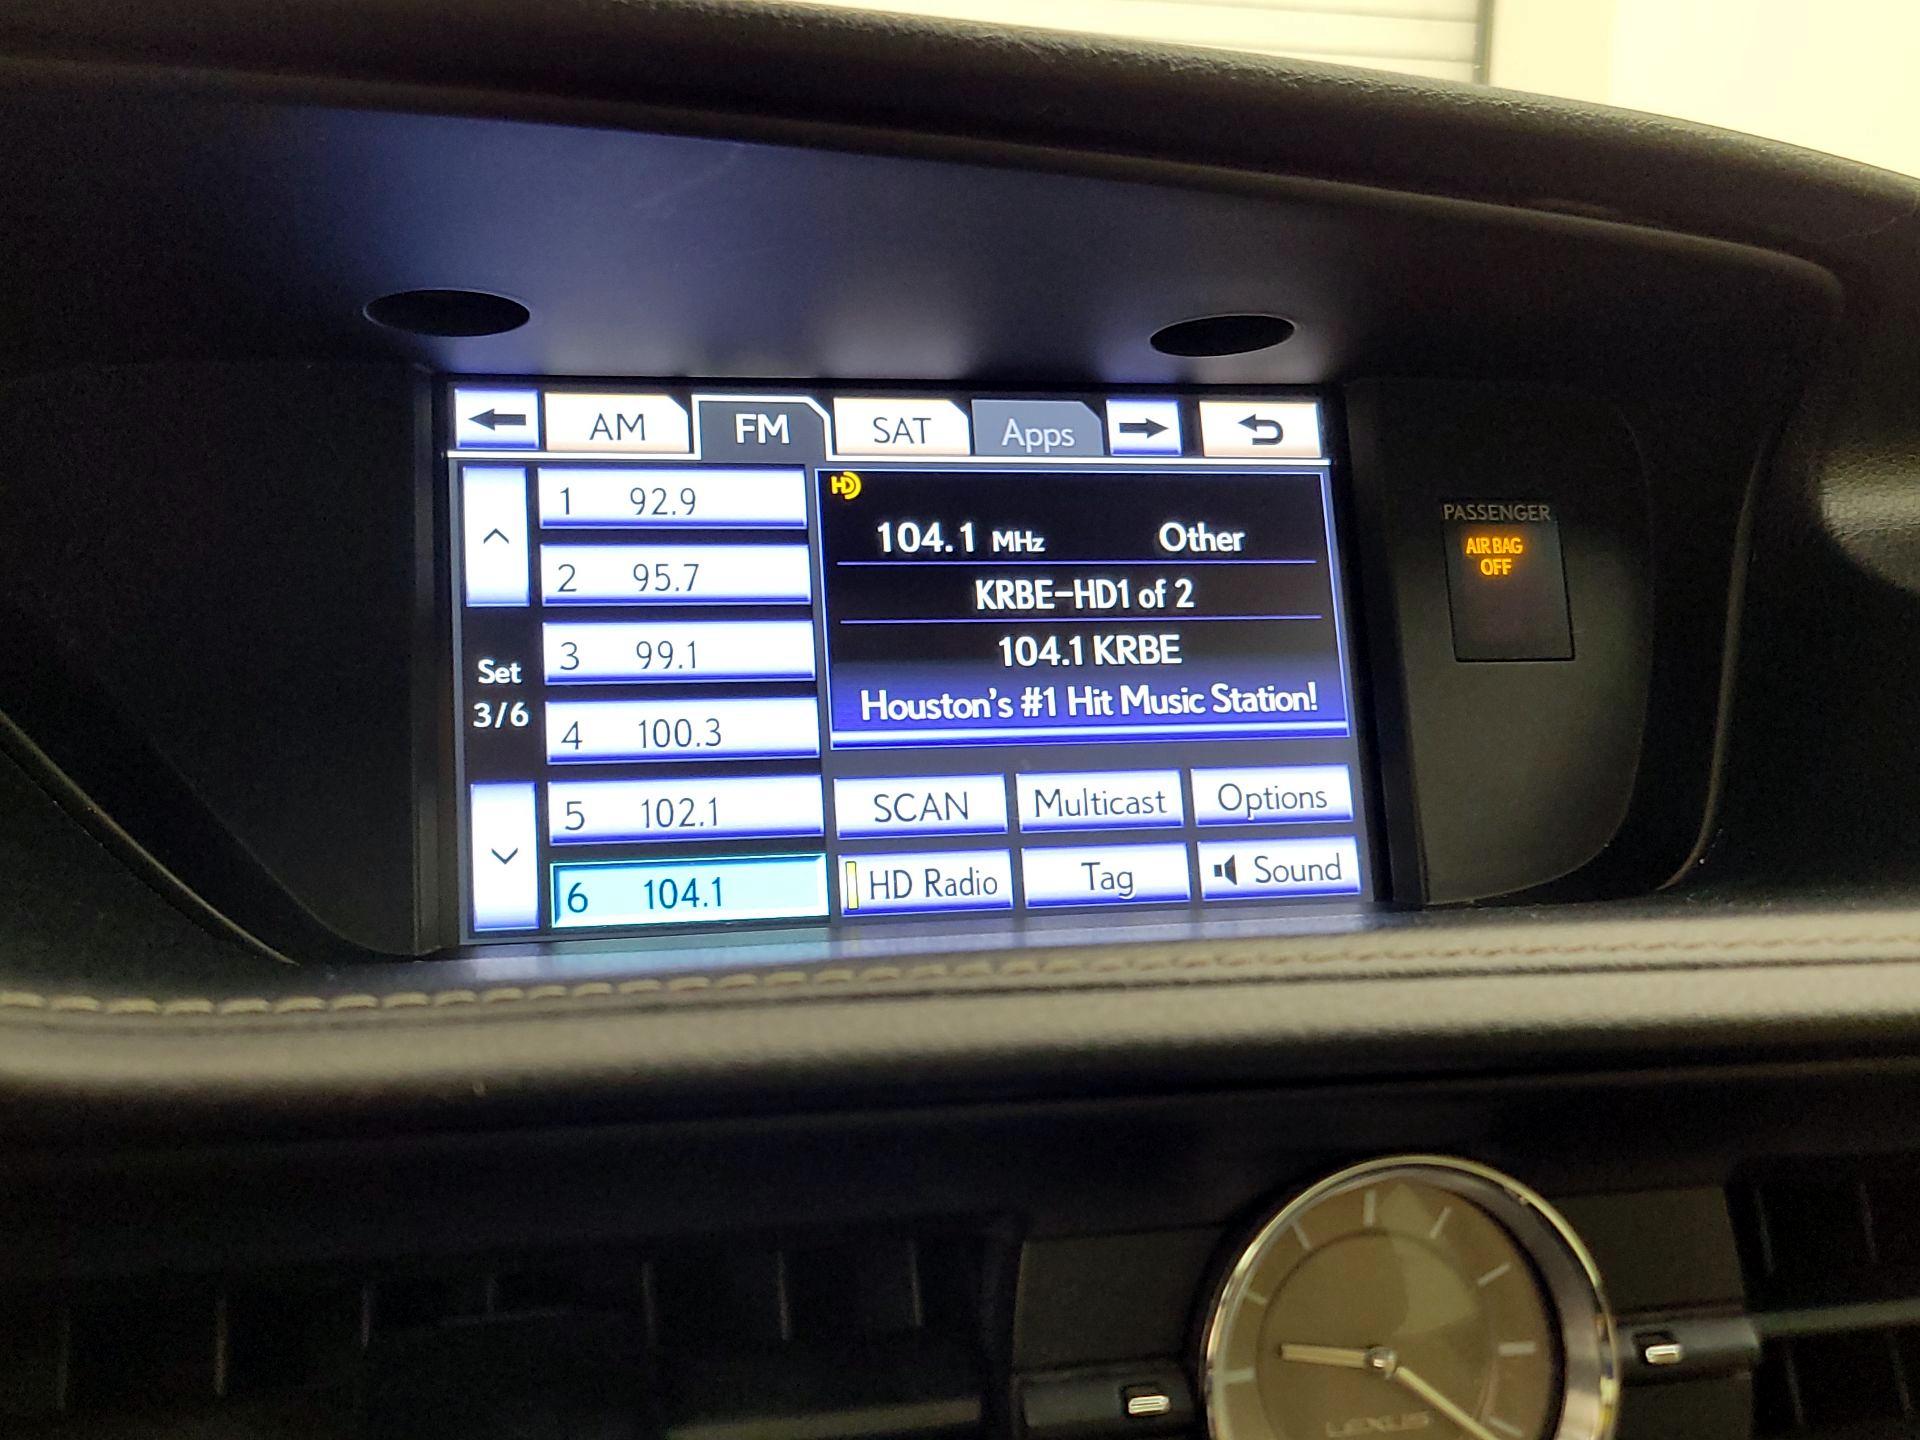 AM FM SAT Apps
1 92.9
2 95.7
3 99.1
4 100.3
5 102.1
6 104.1
Set
3/6
HD
104.1 MHz Other
KRBE-HD1 of 2
104.1 KRBE
Houston's #1 Hit Music Station!
SCAN Multicast Options
HD Radio Tag Sound
PASSENGER
AIR BAG
OFF
LEXUS